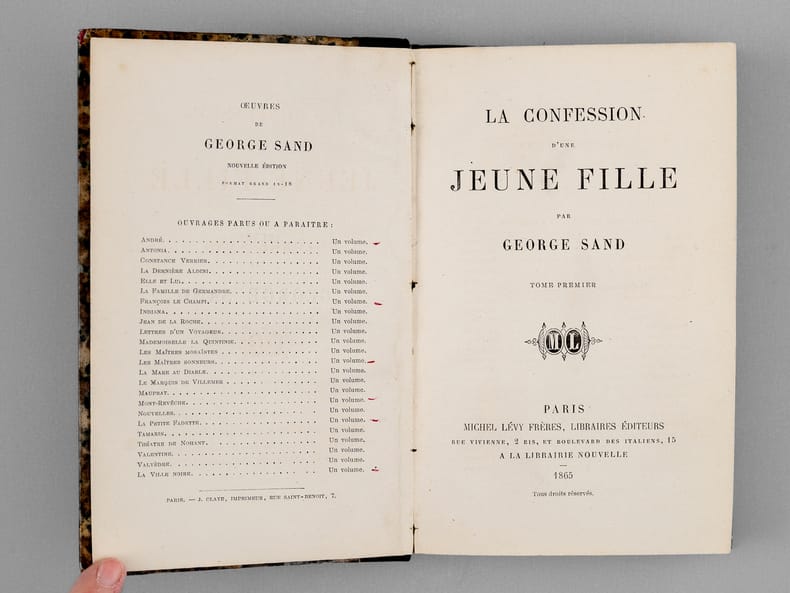 ŒUVRES
DE
GEORGE SAND
NOUVELLE ÉDITION
FORMAT GRAND IN-18
OUVRAGES PARUS OU A PARAITRE :
ANDRÉ. . . . . . . . . . . . . . . . . . . . . . . Un volume.
ANTONIA. . . . . . . . . . . . . . . . . . . . . . Un volume.
CONSTANCE VERRIER. . . . . . . . . . . . . . . . . Un volume.
LA DERNIÈRE ALDINI. . . . . . . . . . . . . . . . Un volume.
ELLE ET LUI. . . . . . . . . . . . . . . . . . . . Un volume.
LA FAMILLE DE GERMANDRE. . . . . . . . . . . . . . Un volume.
FRANÇOIS LE CHAMPI. . . . . . . . . . . . . . . . Un volume.
INDIANA. . . . . . . . . . . . . . . . . . . . . . Un volume.
JEAN DE LA ROCHE. . . . . . . . . . . . . . . . . Un volume.
LETTRES D'UN VOYAGEUR. . . . . . . . . . . . . . . Un volume.
MADEMOISELLE LA QUINTINIE. . . . . . . . . . . . . Un volume.
LES MAÎTRES MOSAÏSTES . . . . . . . . . . . . . . Un volume.
LES MAÎTRES SONNEURS. . . . . . . . . . . . . . . Un volume.
LA MARE AU DIABLE. . . . . . . . . . . . . . . . . Un volume.
LE MARQUIS DE VILLEMER . . . . . . . . . . . . . . Un volume.
MAUPRAT. . . . . . . . . . . . . . . . . . . . . . Un volume.
MONT-REVÊCHE. . . . . . . . . . . . . . . . . . . Un volume.
NOUVELLES. . . . . . . . . . . . . . . . . . . . . Un volume.
LA PETITE FADETTE. . . . . . . . . . . . . . . . . Un volume.
TAMARIS. . . . . . . . . . . . . . . . . . . . . . Un volume.
THÉATRE DE NOHANT. . . . . . . . . . . . . . . . . Un volume.
VALENTINE. . . . . . . . . . . . . . . . . . . . . Un volume.
VALVÈDRE. . . . . . . . . . . . . . . . . . . . . Un volume.
LA VILLE NOIRE. . . . . . . . . . . . . . . . . . Un volume.
PARIS. — J. CLAYE, IMPRIMEUR, RUE SAINT-BENOIT, 7.
LA CONFESSION
D'UNE
JEUNE FILLE
PAR
GEORGE SAND
TOME PREMIER
ML
PARIS
MICHEL LÉVY FRÈRES, LIBRAIRES ÉDITEURS
RUE VIVIENNE, 2 BIS, ET BOULEVARD DES ITALIENS, 15
A LA LIBRAIRIE NOUVELLE
—
1865
Tous droits réservés.